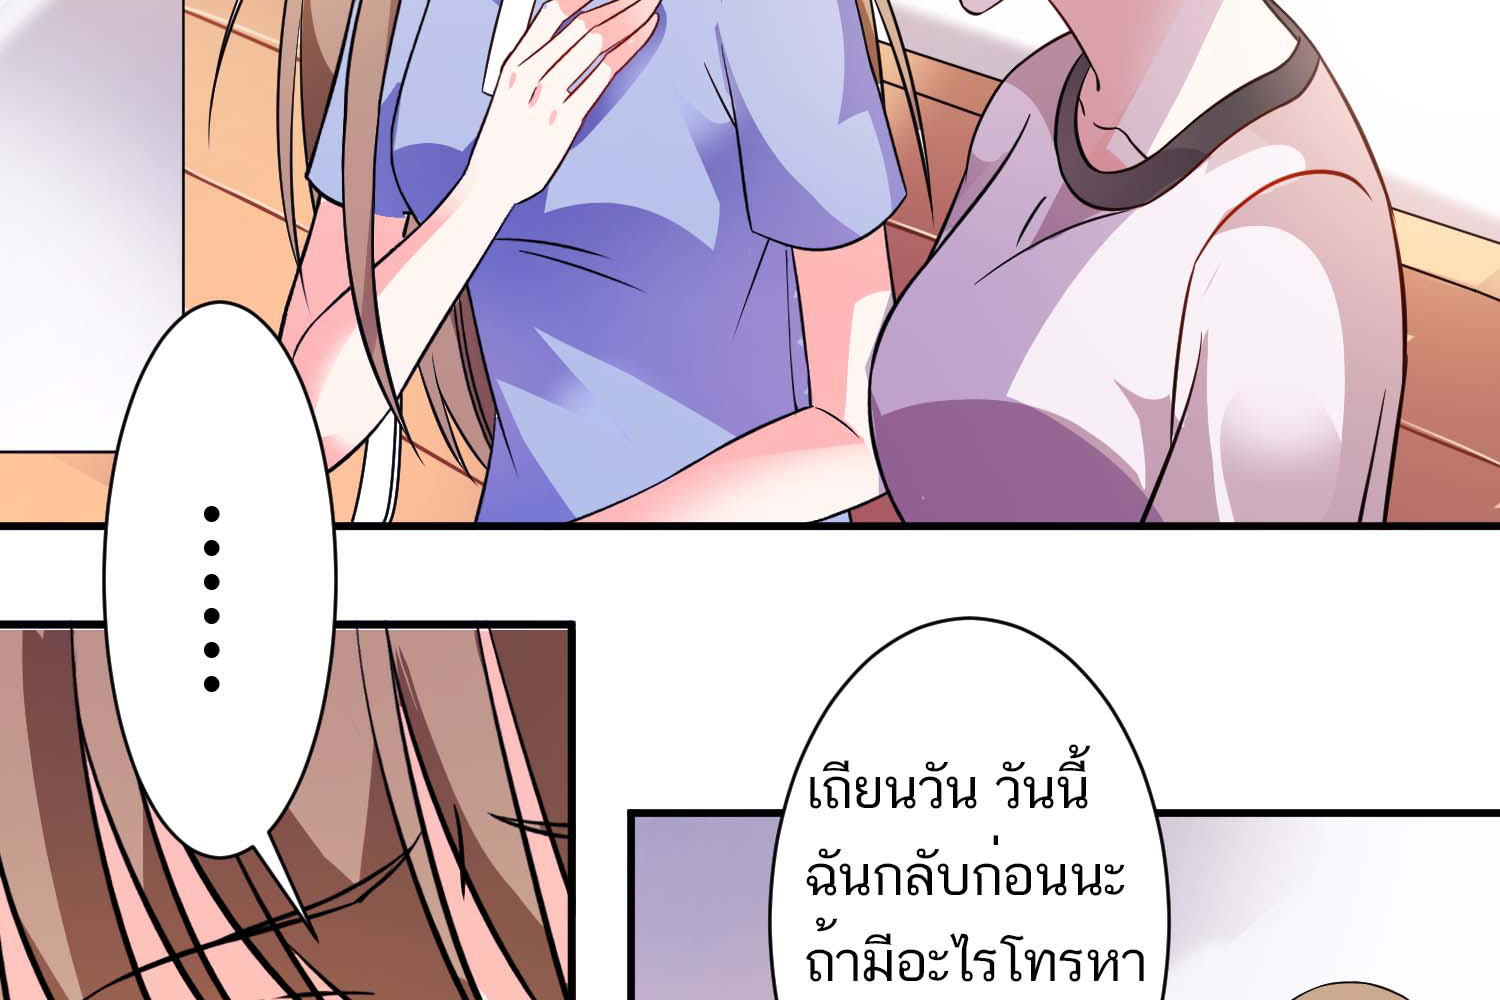 ......
เถียนวัน วันนี้
ฉันกลับก่อนนะ
ถ้ามีอะไรโทรหา